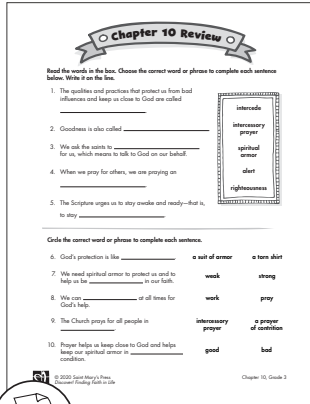 Chapter 10 Review
Read the words in the box. Choose the correct word or phrase to complete each sentence
below. Write it on the line.
1. The qualities and practices that protect us from bad
influences and keep us close to God are called
.
2. Goodness is also called
3. We ask the saints to
for us, which means to talk to God on our behalf.
4. When we pray for others, we are praying an
.
5. The Scripture urges us to stay awake and ready—that is,
to stay .
intercede
intercessory
prayer
spiritual
armor
alert
righteousness
Circle the correct word or phrase to complete each sentence.
6. God's protection is like . a suit of armor a torn shirt
7. We need spiritual armor to protect us and to
help us be in our faith. weak strong
8. We can at all times for
God's help. work pray
9. The Church prays for all people in
. intercessory prayer a prayer of contrition
10. Prayer helps us keep close to God and helps
keep our spiritual armor in
condition. good bad
© 2020 Saint Mary's Press
Discover! Finding Faith in Life
Chapter 10, Grade 3